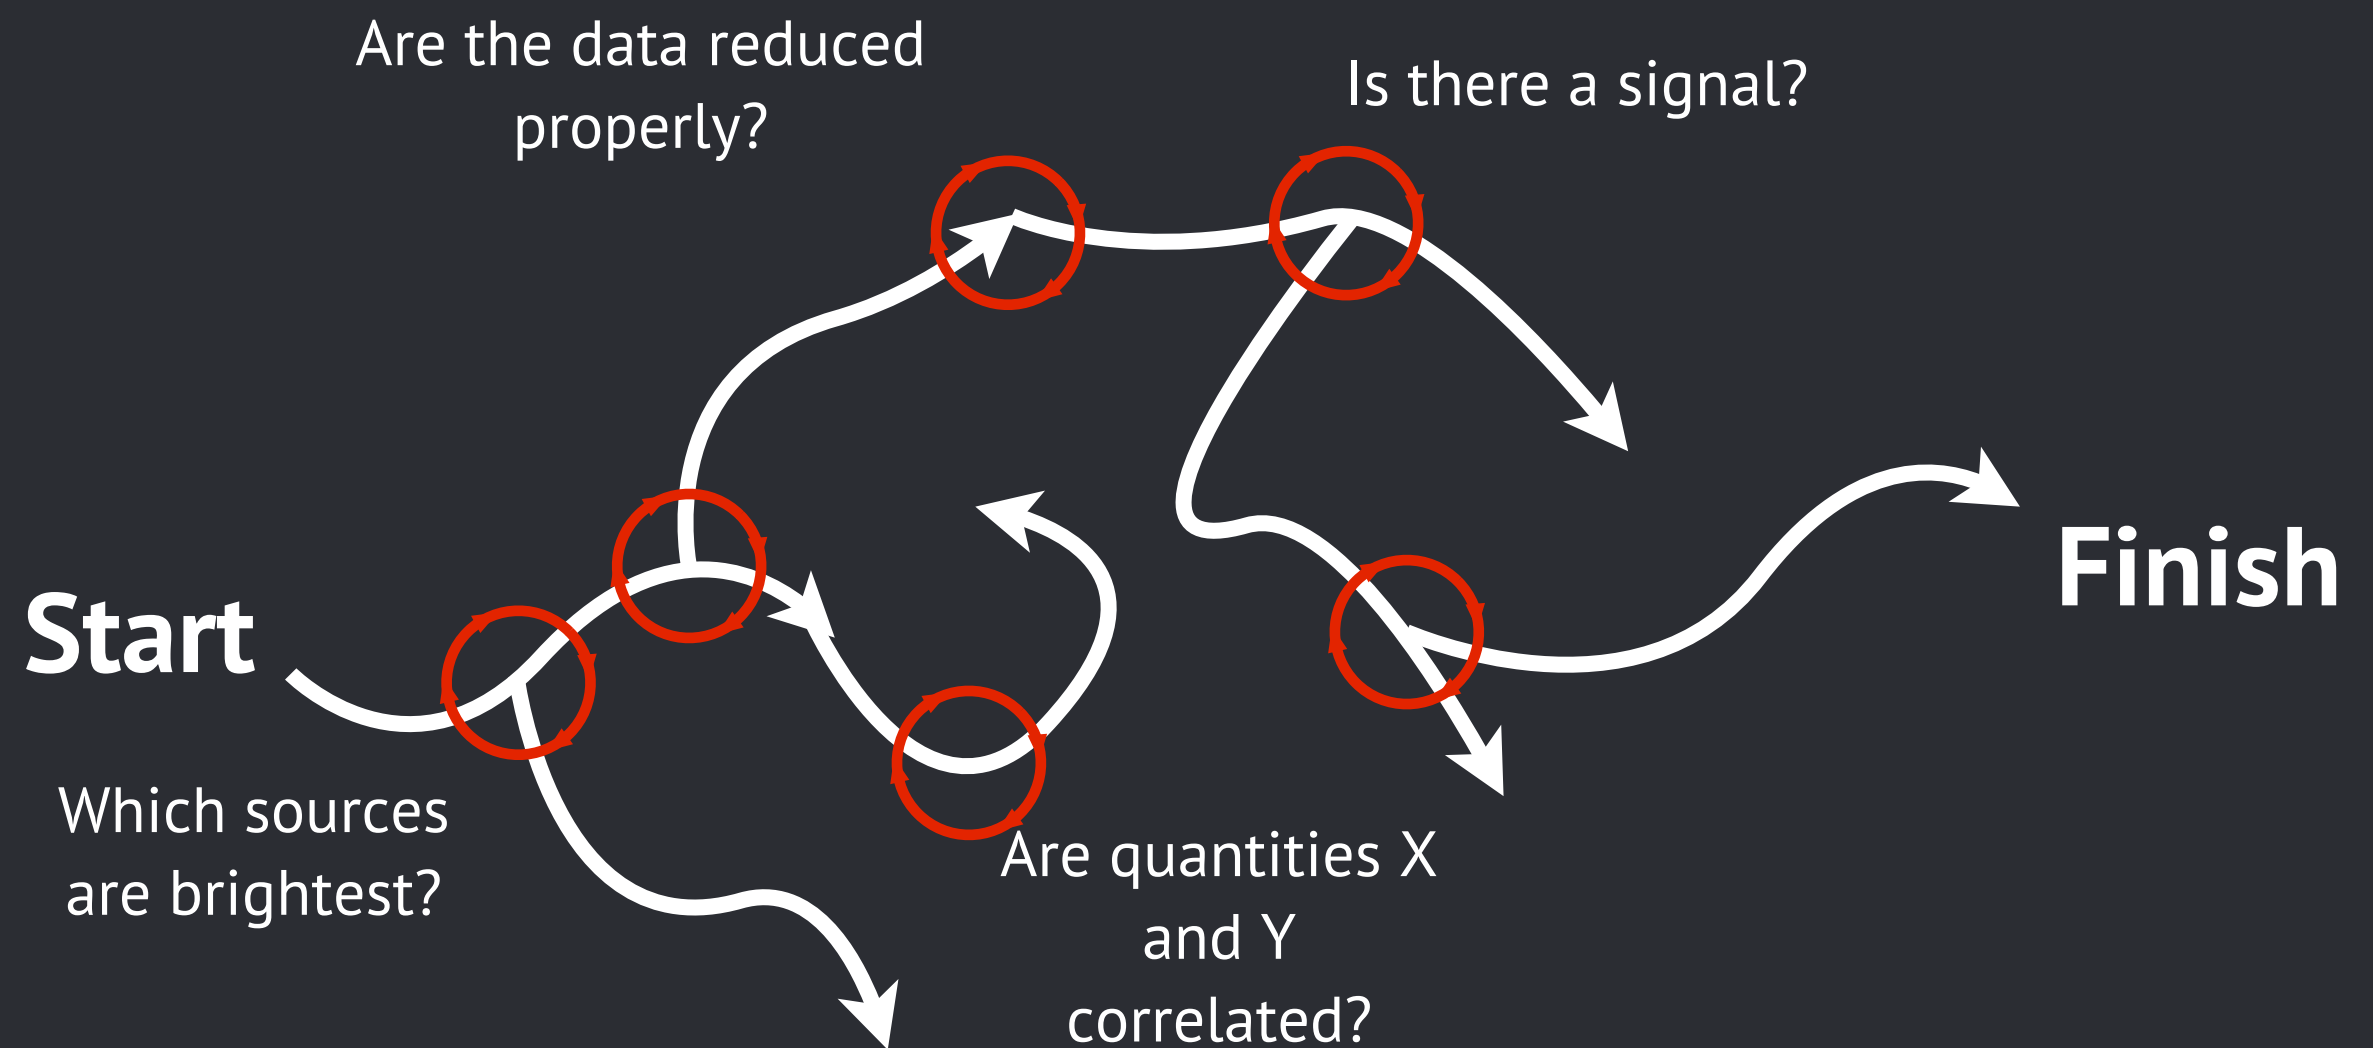 Are the data reduced
properly?
Is there a signal?
Start
Finish
Which sources
are brightest?
Are quantities X
and Y
correlated?